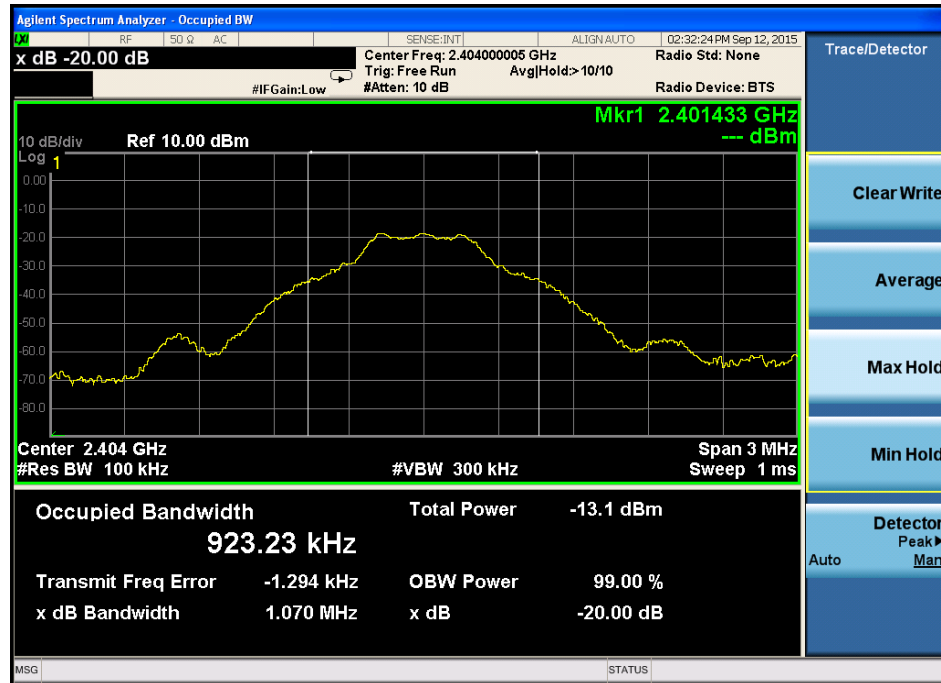 Agilent Spectrum Analyzer - Occupied BW
LXI RF 50 Ω AC SENSE:INT ALIGN AUTO 02:32:24 PM Sep 12, 2015
x dB -20.00 dB
Center Freq: 2.404000005 GHz Radio Std: None
Trig: Free Run Avg|Hold:> 10/10
#IFGain:Low #Atten: 10 dB Radio Device: BTS
Trace/Detector
Mkr1 2.401433 GHz
--- dBm
10 dB/div Ref 10.00 dBm
Log
1
0.00
-10.0
-20.0
-30.0
-40.0
-50.0
-60.0
-70.0
-80.0
Center 2.404 GHz Span 3 MHz
#Res BW 100 kHz #VBW 300 kHz Sweep 1 ms
Occupied Bandwidth Total Power -13.1 dBm
923.23 kHz
Transmit Freq Error -1.294 kHz OBW Power 99.00 %
x dB Bandwidth 1.070 MHz x dB -20.00 dB
Clear Write
Average
Max Hold
Min Hold
Detector
Peak▶
Auto Man
MSG STATUS